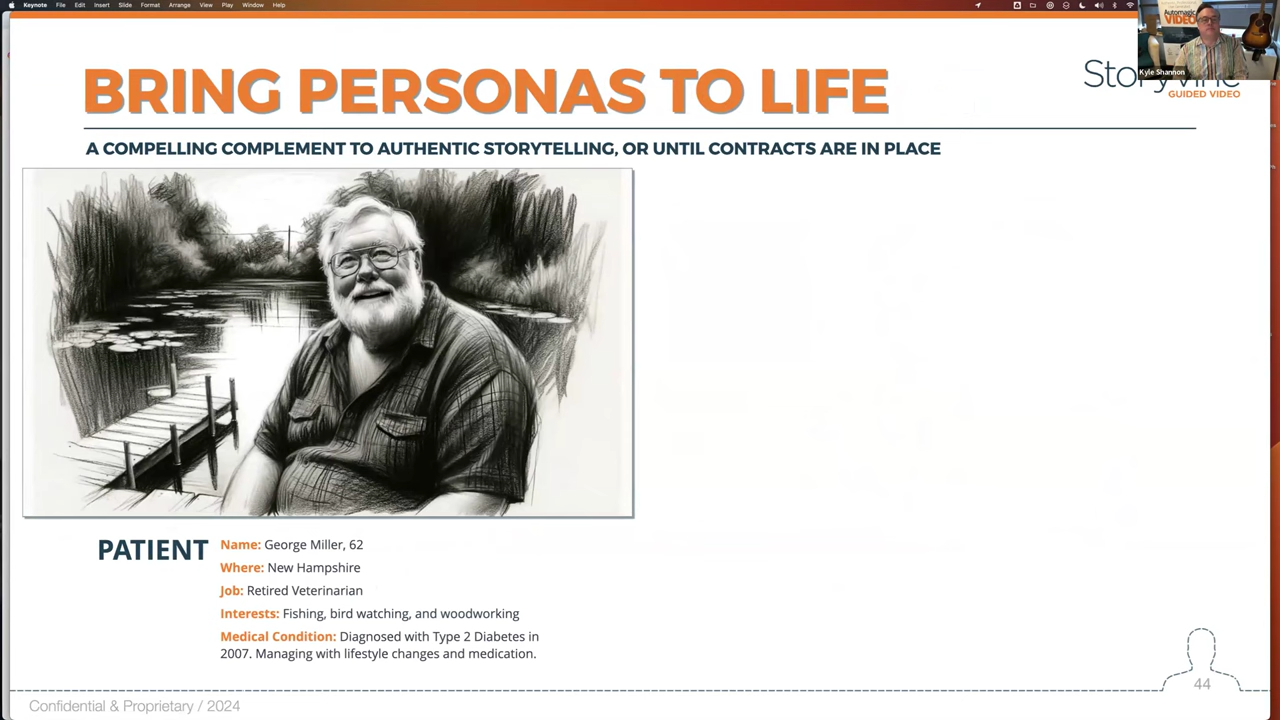 Keynote File Edit Insert Slide Format Arrange View Play Window Help
Automagic
VIDEO
Kyle Shannon
BRING PERSONAS TO LIFE
GUIDED VIDEO
A COMPELLING COMPLEMENT TO AUTHENTIC STORYTELLING, OR UNTIL CONTRACTS ARE IN PLACE
PATIENT
Name: George Miller, 62
Where: New Hampshire
Job: Retired Veterinarian
Interests: Fishing, bird watching, and woodworking
Medical Condition: Diagnosed with Type 2 Diabetes in
2007. Managing with lifestyle changes and medication.
44
Confidential & Proprietary / 2024